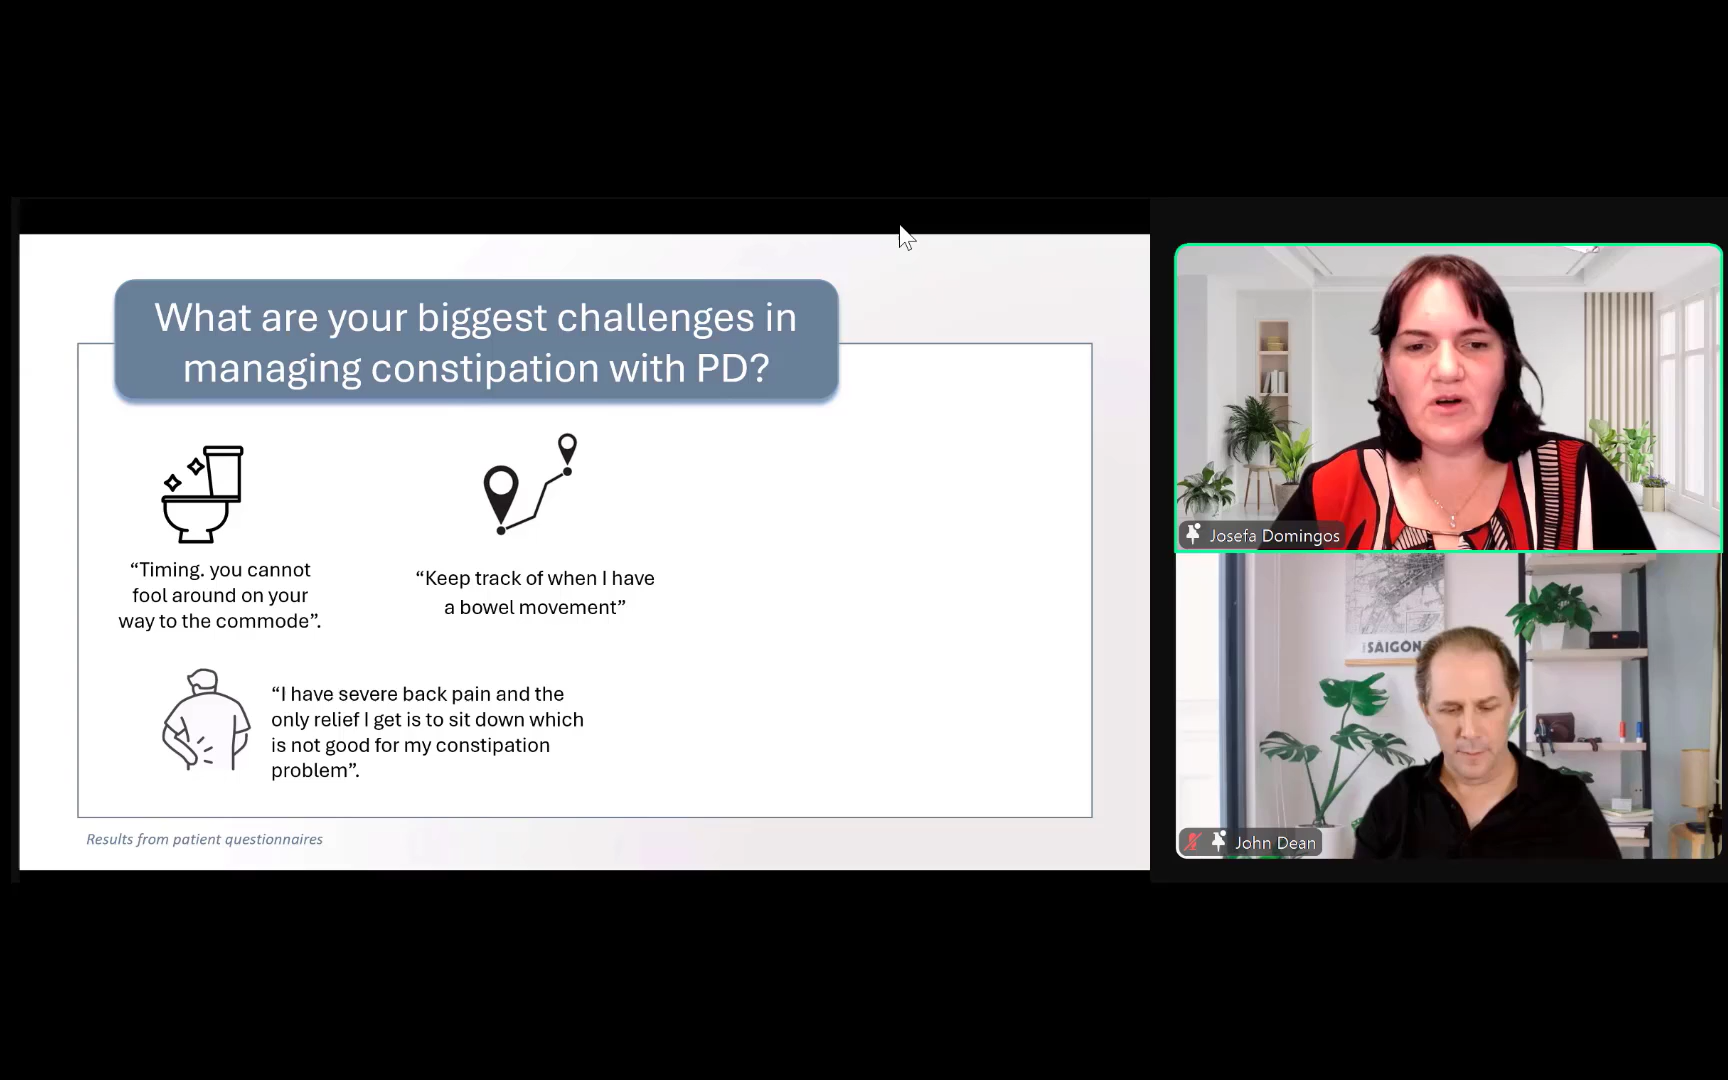 What are your biggest challenges in
managing constipation with PD?
“Timing. you cannot
fool around on your
way to the commode”.
“Keep track of when I have
a bowel movement”
“I have severe back pain and the
only relief I get is to sit down which
is not good for my constipation
problem”.
Results from patient questionnaires
Josefa Domingos
SAIGON
John Dean